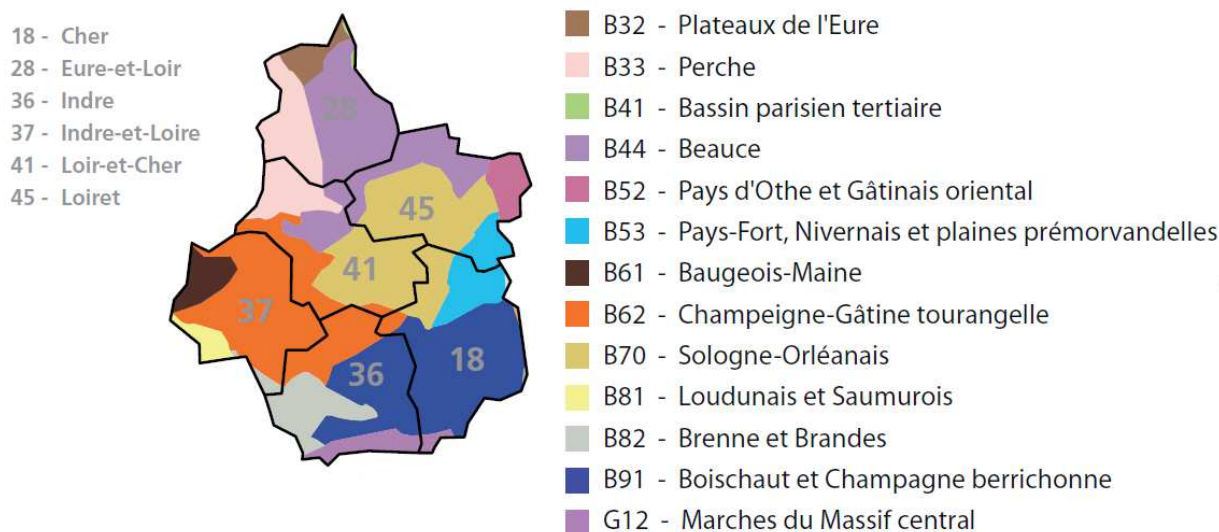 18 - Cher
28 - Eure-et-Loir
36 - Indre
37 - Indre-et-Loire
41 - Loir-et-Cher
45 - Loiret
28
45
41
37
36
18
B32 - Plateaux de l'Eure
B33 - Perche
B41 - Bassin parisien tertiaire
B44 - Beauce
B52 - Pays d'Othe et Gâtinais oriental
B53 - Pays-Fort, Nivernais et plaines prémorvandelles
B61 - Baugeois-Maine
B62 - Champeigne-Gâtine tourangelle
B70 - Sologne-Orléanais
B81 - Loudunais et Saumurois
B82 - Brenne et Brandes
B91 - Boischaut et Champagne berrichonne
G12 - Marches du Massif central